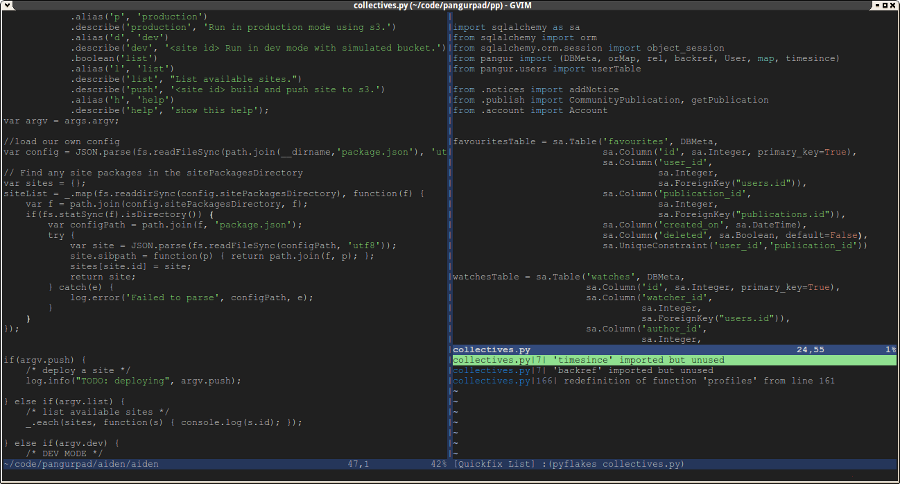 collectives.py (~/code/pangurpad/pp) - GVIM
.alias('p', 'production')
.describe('production', 'Run in production mode using s3.')
.alias('d', 'dev')
.describe('dev', '<site id> Run in dev mode with simulated bucket.')
.boolean('list')
.alias('l', 'list')
.describe('list', "List available sites.")
.describe('push', '<site id> build and push site to s3.')
.alias('h', 'help')
.describe('help', 'show this help');
var argv = args.argv;
//load our own config
var config = JSON.parse(fs.readFileSync(path.join(__dirname,'package.json'), 'ut
// Find any site packages in the sitePackagesDirectory
var sites = {};
siteList = _.map(fs.readdirSync(config.sitePackagesDirectory), function(f) {
var f = path.join(config.sitePackagesDirectory, f);
if(fs.statSync(f).isDirectory()) {
var configPath = path.join(f, 'package.json');
try {
var site = JSON.parse(fs.readFileSync(configPath, 'utf8'));
site.sibpath = function(p) { return path.join(f, p); };
sites[site.id] = site;
return site;
} catch(e) {
log.error('Failed to parse', configPath, e);
}
}
});
if(argv.push) {
/* deploy a site */
log.info("TODO: deploying", argv.push);
} else if(argv.list) {
/* list available sites */
_.each(sites, function(s) { console.log(s.id); });
} else if(argv.dev) {
/* DEV MODE */
~/code/pangurpad/aiden/aiden 47,1 42%
import sqlalchemy as sa
from sqlalchemy import orm
from sqlalchemy.orm.session import object_session
from pangur import (DBMeta, orMap, rel, backref, User, map, timesince)
from pangur.users import userTable
from .notices import addNotice
from .publish import CommunityPublication, getPublication
from .account import Account
favouritesTable = sa.Table('favourites', DBMeta,
sa.Column('id', sa.Integer, primary_key=True),
sa.Column('user_id',
sa.Integer,
sa.ForeignKey("users.id")),
sa.Column('publication_id',
sa.Integer,
sa.ForeignKey("publications.id")),
sa.Column('created_on', sa.DateTime),
sa.Column('deleted', sa.Boolean, default=False),
sa.UniqueConstraint('user_id','publication_id'))
watchesTable = sa.Table('watches', DBMeta,
sa.Column('id', sa.Integer, primary_key=True),
sa.Column('watcher_id',
sa.Integer,
sa.ForeignKey("users.id")),
sa.Column('author_id',
sa.Integer,
collectives.py 24,55 1%
collectives.py|7| 'timesince' imported but unused
collectives.py|7| 'backref' imported but unused
collectives.py|166| redefinition of function 'profiles' from line 161
~
~
~
~
~
~
~
[Quickfix List] :(pyflakes collectives.py)